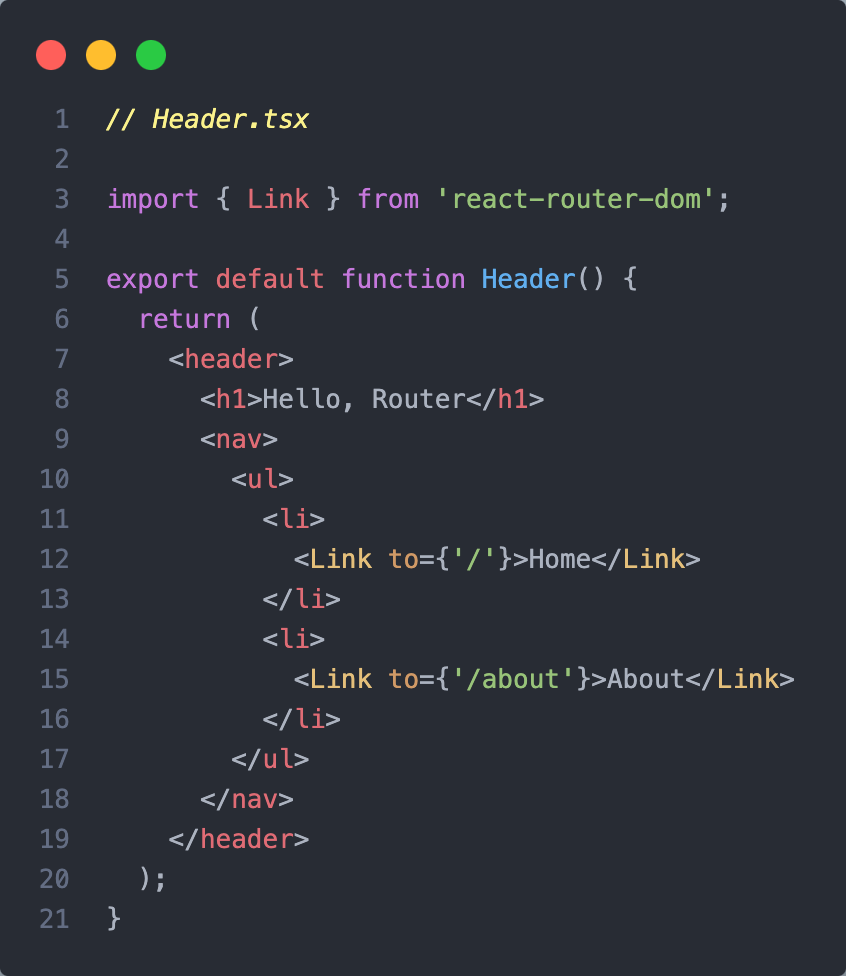 1 // Header.tsx
2
3 import { Link } from 'react-router-dom';
4
5 export default function Header() {
6   return (
7     <header>
8       <h1>Hello, Router</h1>
9       <nav>
10         <ul>
11           <li>
12             <Link to={'/'}>Home</Link>
13           </li>
14           <li>
15             <Link to={'/about'}>About</Link>
16           </li>
17         </ul>
18       </nav>
19     </header>
20   );
21 }